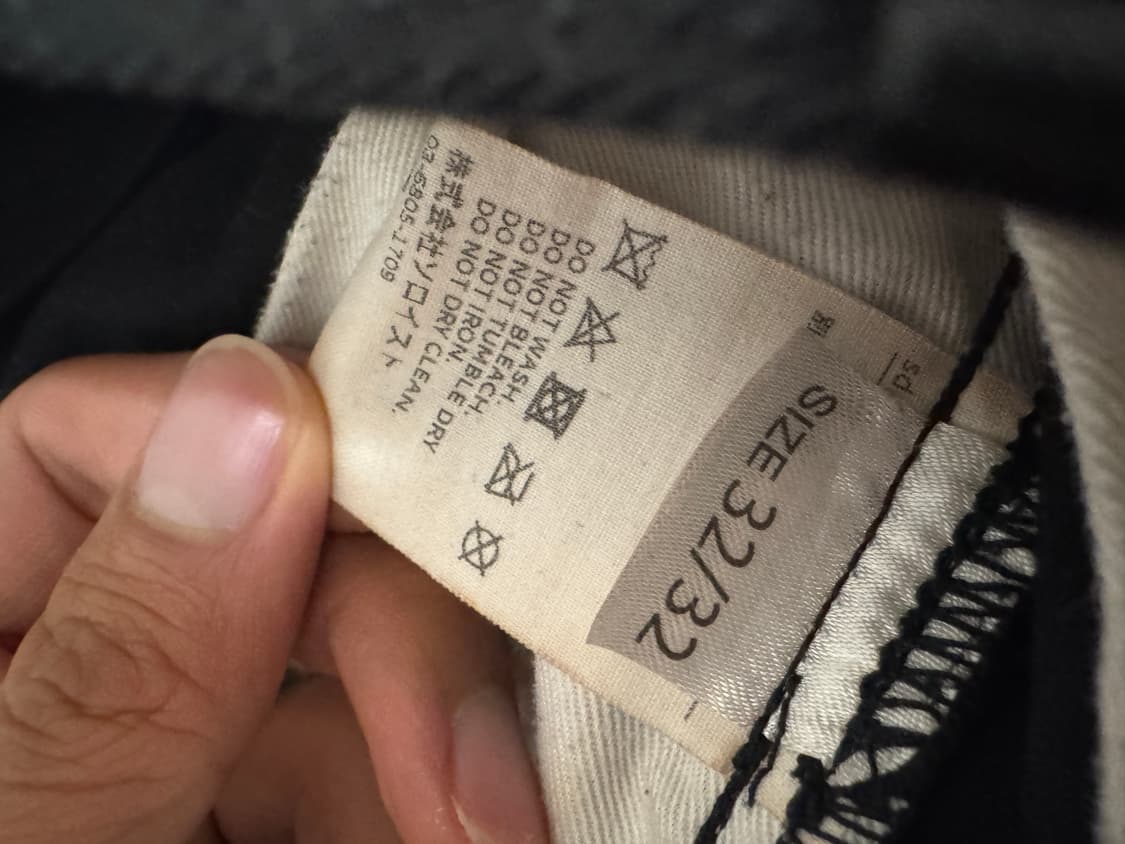 SIZE 32/32
DO NOT WASH.
DO NOT BLEACH.
DO NOT TUMBLE DRY
DO NOT IRON.
DO NOT DRY CLEAN.
株式会社ソロイスト
03-6805-1709